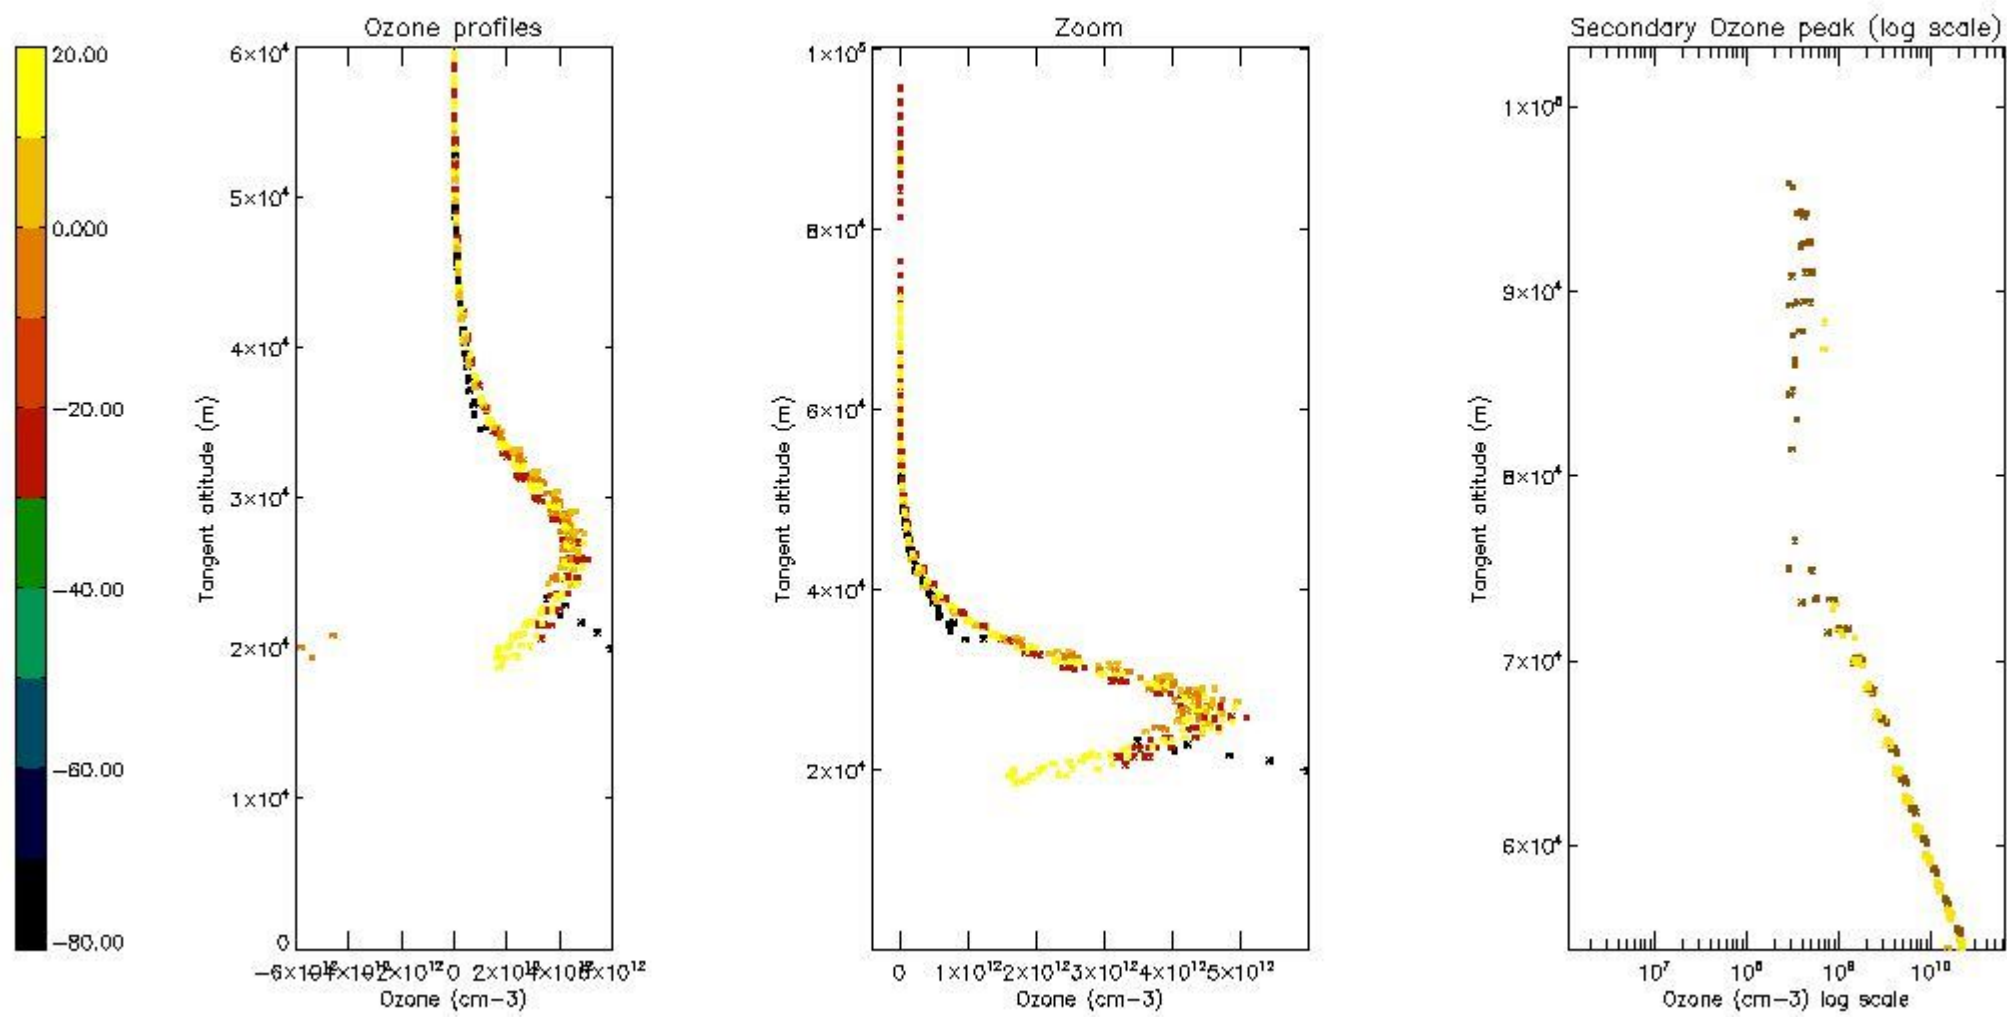 Ozone profiles
Zoom
Secondary Ozone peak (log scale)
20.00
0.000
−20.00
−40.00
−60.00
−80.00
6×10⁴
5×10⁴
4×10⁴
3×10⁴
2×10⁴
1×10⁴
0
Tangent altitude (m)
0
Ozone (cm−3)
1×10⁵
8×10⁴
6×10⁴
4×10⁴
2×10⁴
Tangent altitude (m)
0 1×10¹² 2×10¹² 3×10¹² 4×10¹² 5×10¹²
Ozone (cm−3)
9×10⁴
8×10⁴
7×10⁴
6×10⁴
Tangent altitude (m)
10⁷ 10⁸ 10⁹ 10¹⁰
Ozone (cm−3) log scale